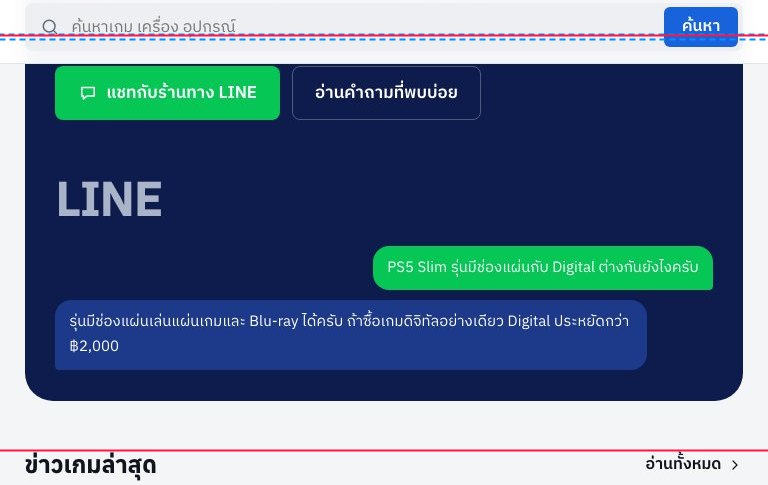 ค้นหาเกม เครื่อง อุปกรณ์
ค้นหา
แชทกับร้านทาง LINE
อ่านคำถามที่พบบ่อย
LINE
PS5 Slim รุ่นมีช่องแผ่นกับ Digital ต่างกันยังไงครับ
รุ่นมีช่องแผ่นเล่นแผ่นเกมและ Blu-ray ได้ครับ ถ้าซื้อเกมดิจิทัลอย่างเดียว Digital ประหยัดกว่า
฿2,000
ข่าวเกมล่าสุด
อ่านทั้งหมด